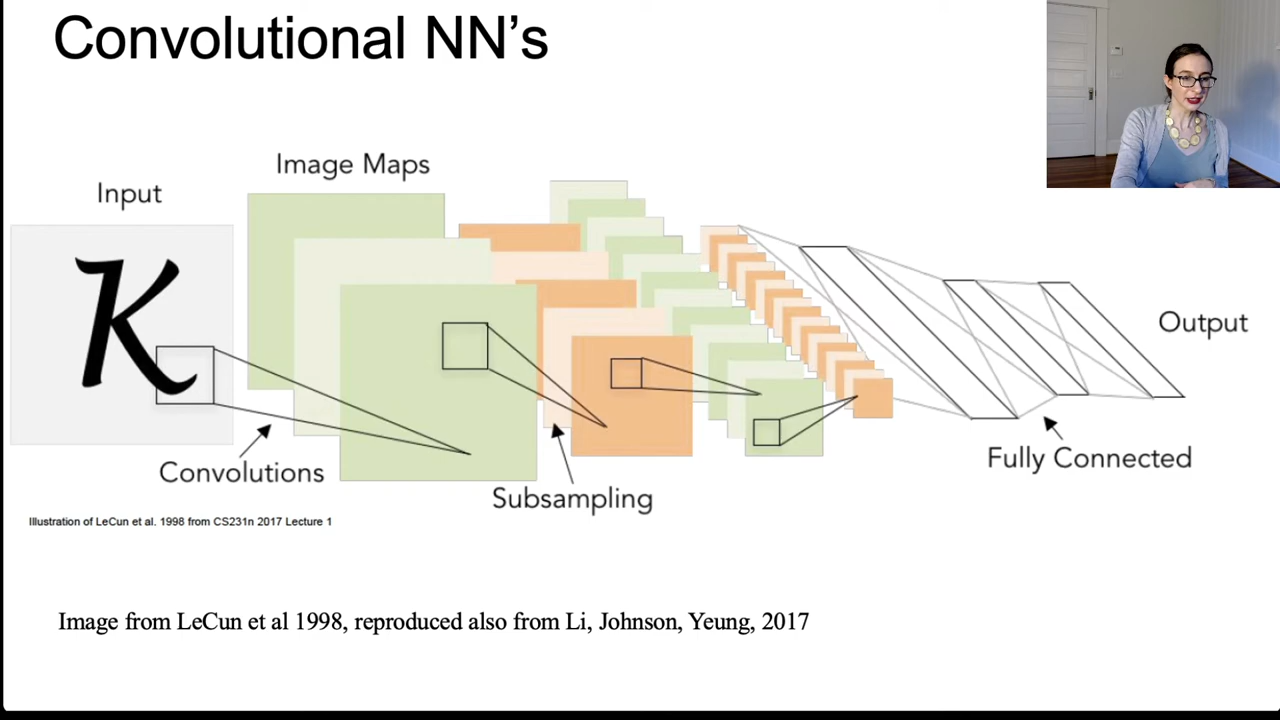 Convolutional NN's
Image Maps
Input
K
Output
Convolutions
Subsampling
Fully Connected
Illustration of LeCun et al. 1998 from CS231n 2017 Lecture 1
Image from LeCun et al 1998, reproduced also from Li, Johnson, Yeung, 2017